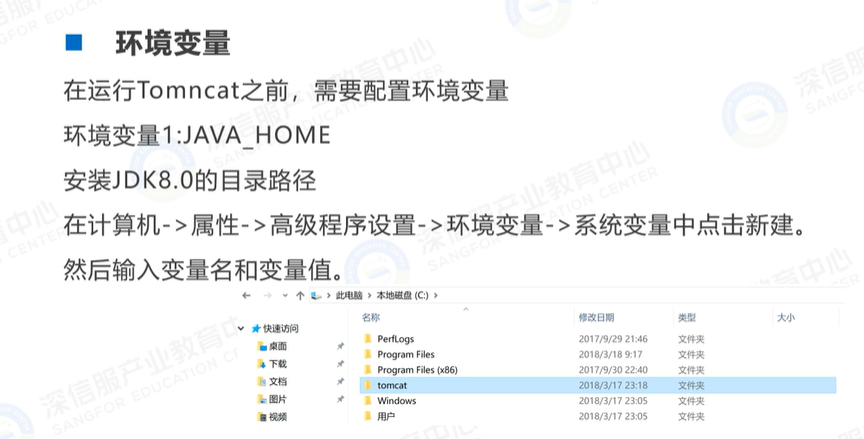 环境变量
在运行Tomncat之前，需要配置环境变量
环境变量1:JAVA_HOME
安装JDK8.0的目录路径
在计算机->属性->高级程序设置->环境变量->系统变量中点击新建。
然后输入变量名和变量值。
此电脑 > 本地磁盘 (C:) >
名称 修改日期 类型 大小
快速访问
桌面
下载
文档
图片
视频
PerfLogs 2017/9/29 21:46 文件夹
Program Files 2018/3/18 9:17 文件夹
Program Files (x86) 2017/9/30 22:40 文件夹
tomcat 2018/3/17 23:18 文件夹
Windows 2018/3/17 23:05 文件夹
用户 2018/3/17 23:05 文件夹
深信服产业教育中心
SANGFOR EDUCATION CENTER